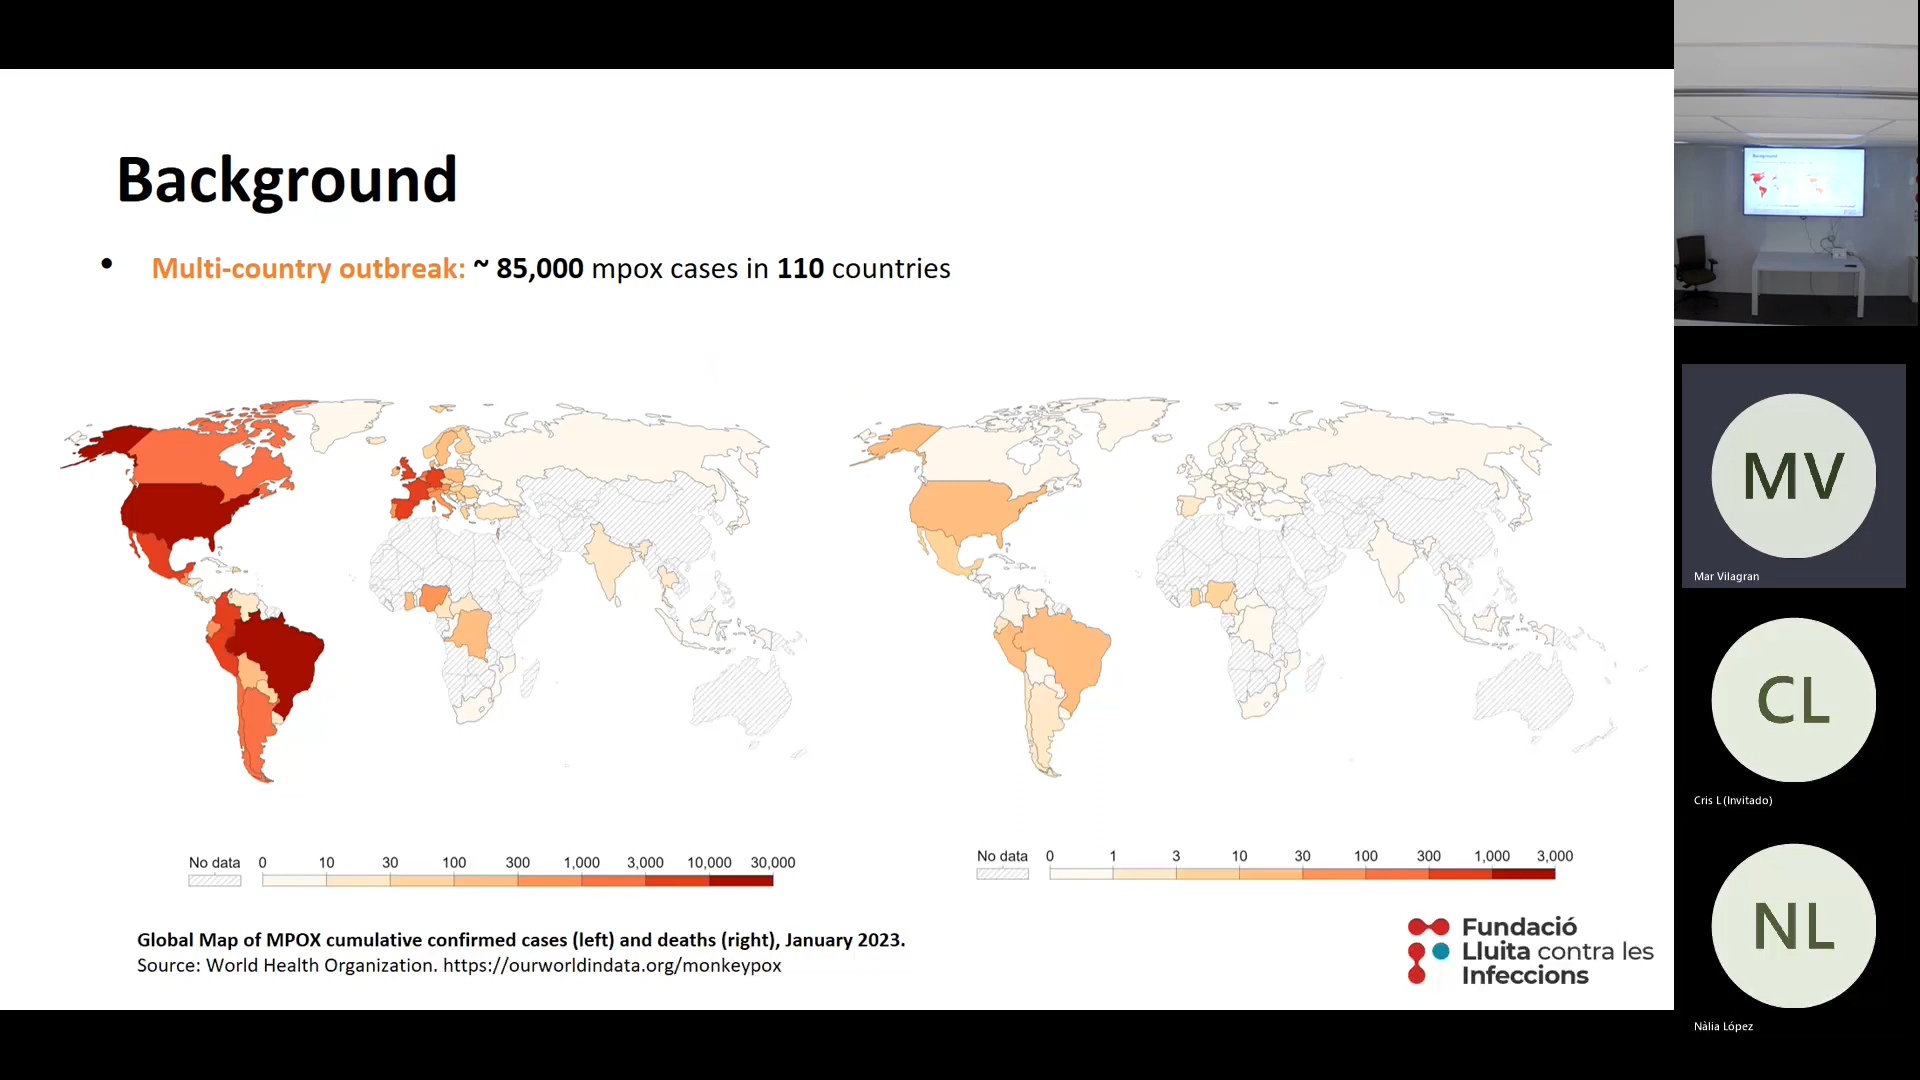 Background
• Multi-country outbreak: ~ 85,000 mpox cases in 110 countries
No data 0 10 30 100 300 1,000 3,000 10,000 30,000
No data 0 1 3 10 30 100 300 1,000 3,000
Global Map of MPOX cumulative confirmed cases (left) and deaths (right), January 2023.
Source: World Health Organization. https://ourworldindata.org/monkeypox
Fundació
Lluita contra les
Infeccions
MV
Mar Vilagran
CL
Cris L (Invitado)
NL
Nàlia López